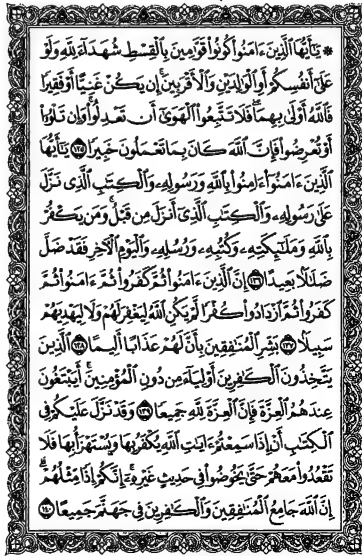 ۞ يَٰٓأَيُّهَا ٱلَّذِينَ ءَامَنُوا۟ كُونُوا۟ قَوَّٰمِينَ بِٱلْقِسْطِ شُهَدَآءَ لِلَّهِ وَلَوْ
عَلَىٰٓ أَنفُسِكُمْ أَوِ ٱلْوَٰلِدَيْنِ وَٱلْأَقْرَبِينَ ۚ إِن يَكُنْ غَنِيًّا أَوْ فَقِيرًا
فَٱللَّهُ أَوْلَىٰ بِهِمَا ۖ فَلَا تَتَّبِعُوا۟ ٱلْهَوَىٰٓ أَن تَعْدِلُوا۟ ۚ وَإِن تَلْوُۥٓا۟
أَوْ تُعْرِضُوا۟ فَإِنَّ ٱللَّهَ كَانَ بِمَا تَعْمَلُونَ خَبِيرًا ١٣٥ يَٰٓأَيُّهَا
ٱلَّذِينَ ءَامَنُوٓا۟ ءَامِنُوا۟ بِٱللَّهِ وَرَسُولِهِۦ وَٱلْكِتَٰبِ ٱلَّذِى نَزَّلَ
عَلَىٰ رَسُولِهِۦ وَٱلْكِتَٰبِ ٱلَّذِىٓ أَنزَلَ مِن قَبْلُ ۚ وَمَن يَكْفُرْ
بِٱللَّهِ وَمَلَٰٓئِكَتِهِۦ وَكُتُبِهِۦ وَرُسُلِهِۦ وَٱلْيَوْمِ ٱلْءَاخِرِ فَقَدْ ضَلَّ
ضَلَٰلًۢا بَعِيدًا ١٣٦ إِنَّ ٱلَّذِينَ ءَامَنُوا۟ ثُمَّ كَفَرُوا۟ ثُمَّ ءَامَنُوا۟ ثُمَّ
كَفَرُوا۟ ثُمَّ ٱزْدَادُوا۟ كُفْرًا لَّمْ يَكُنِ ٱللَّهُ لِيَغْفِرَ لَهُمْ وَلَا لِيَهْدِيَهُمْ
سَبِيلًۢا ١٣٧ بَشِّرِ ٱلْمُنَٰفِقِينَ بِأَنَّ لَهُمْ عَذَابًا أَلِيمًا ١٣٨ ٱلَّذِينَ
يَتَّخِذُونَ ٱلْكَٰفِرِينَ أَوْلِيَآءَ مِن دُونِ ٱلْمُؤْمِنِينَ ۚ أَيَبْتَغُونَ
عِندَهُمُ ٱلْعِزَّةَ فَإِنَّ ٱلْعِزَّةَ لِلَّهِ جَمِيعًا ١٣٩ وَقَدْ نَزَّلَ عَلَيْكُمْ فِى
ٱلْكِتَٰبِ أَنْ إِذَا سَمِعْتُمْ ءَايَٰتِ ٱللَّهِ يُكْفَرُ بِهَا وَيُسْتَهْزَأُ بِهَا فَلَا
تَقْعُدُوا۟ مَعَهُمْ حَتَّىٰ يَخُوضُوا۟ فِى حَدِيثٍ غَيْرِهِۦٓ ۚ إِنَّكُمْ إِذًا مِّثْلُهُمْ ۗ
إِنَّ ٱللَّهَ جَامِعُ ٱلْمُنَٰفِقِينَ وَٱلْكَٰفِرِينَ فِى جَهَنَّمَ جَمِيعًا ١٤٠